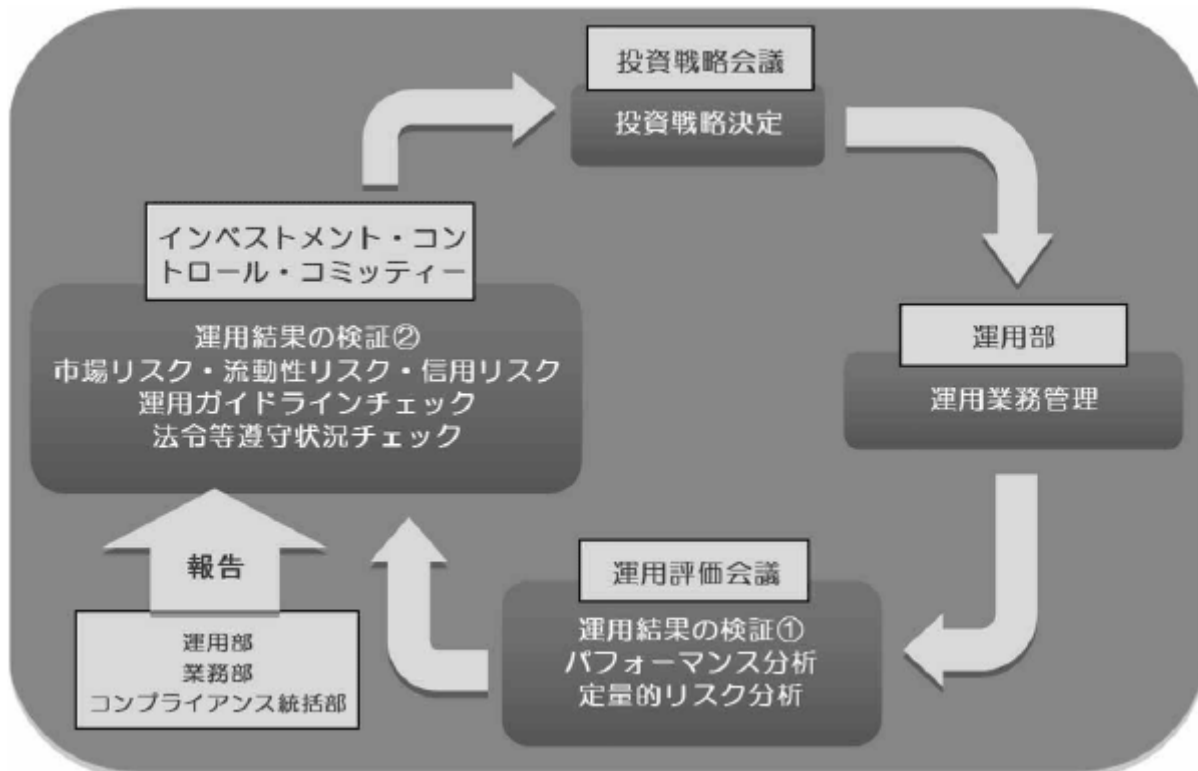 投資戦略会議
投資戦略決定
運用部
運用業務管理
運用評価会議
運用結果の検証①
パフォーマンス分析
定量的リスク分析
インベストメント・コン
トロール・コミッティー
運用結果の検証②
市場リスク・流動性リスク・信用リスク
運用ガイドラインチェック
法令等遵守状況チェック
報告
運用部
業務部
コンプライアンス統括部